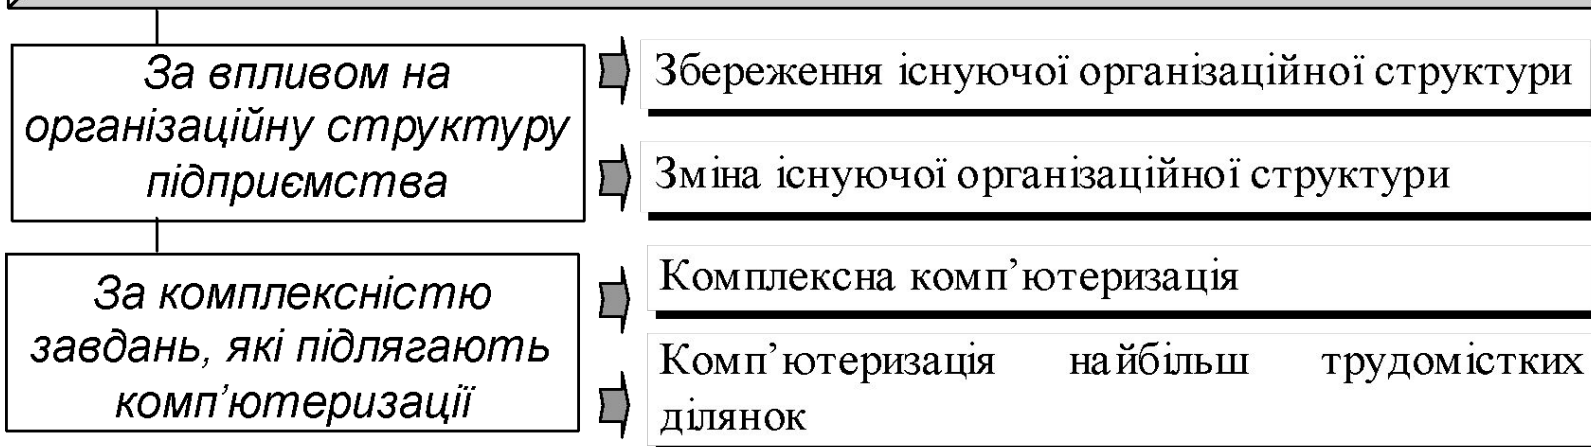 За впливом на
організаційну структуру
підприємства
Збереження існуючої організаційної структури
Зміна існуючої організаційної структури
За комплексністю
завдань, які підлягають
комп’ютеризації
Комплексна комп’ютеризація
Комп’ютеризація найбільш трудомістких
ділянок